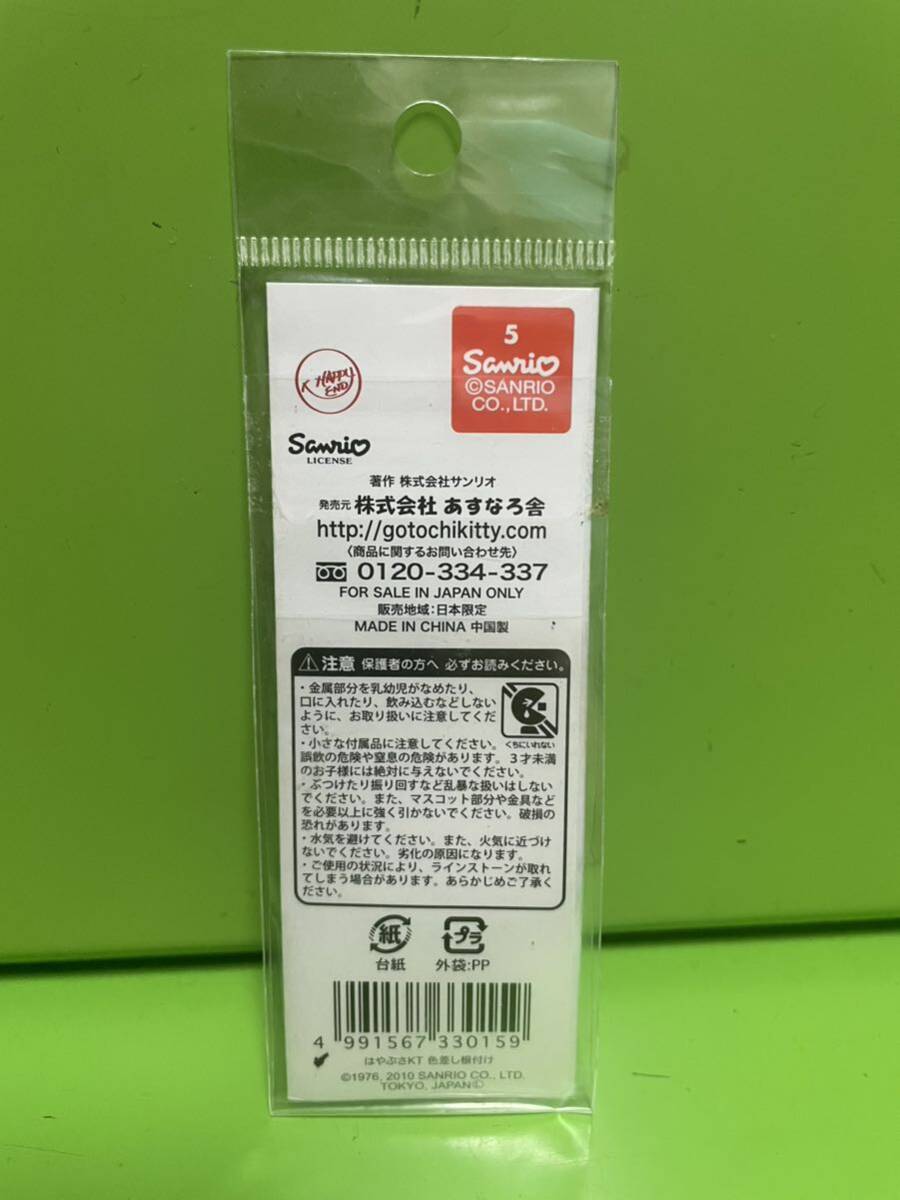 5
Sanrio
©SANRIO
CO.,LTD.
K HAPPY
END
Sanrio
LICENSE
著作 株式会社サンリオ
発売元 株式会社 あすなろ舎
http://gotochikitty.com
〈商品に関するお問い合わせ先〉
0120-334-337
FOR SALE IN JAPAN ONLY
販売地域:日本限定
MADE IN CHINA 中国製
注意 保護者の方へ 必ずお読みください。
・金属部分を乳幼児がなめたり、
口に入れたり、飲み込むなどしない
ように、お取り扱いに注意してくだ
さい。
くちにいれない
・小さな付属品に注意してください。
誤飲の危険や窒息の危険があります。3才未満
のお子様には絶対に与えないでください。
・ぶつけたり振り回すなど乱暴な扱いはしない
でください。また、マスコット部分や金具など
を必要以上に強く引かないでください。破損の
恐れがあります。
・水気を避けてください。また、火気に近づけ
ないでください。劣化の原因になります。
・ご使用の状況により、ラインストーンが取れ
てしまう場合があります。あらかじめご了承く
ださい。
紙
台紙
プラ
外袋:PP
4 991567 330159
はやぶさKT 色差し根付け
©1976, 2010 SANRIO CO., LTD.
TOKYO, JAPAN Ⓛ